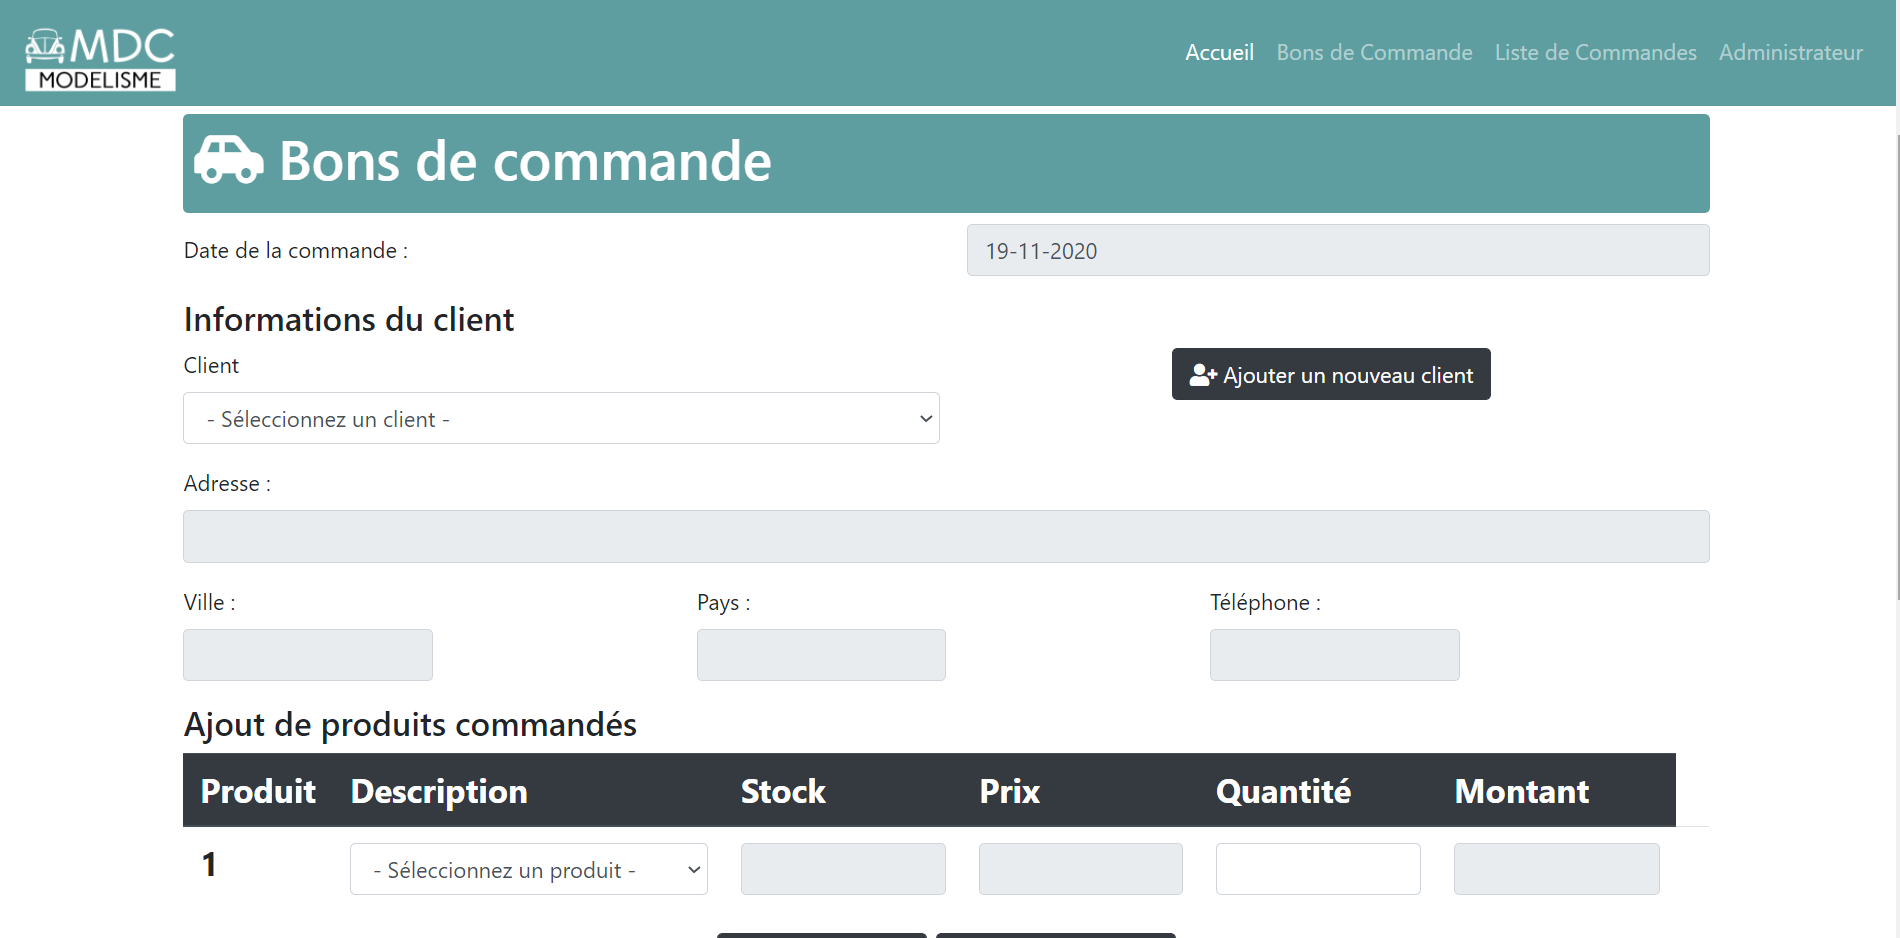 MDC
MODELISME
Accueil Bons de Commande Liste de Commandes Administrateur
Bons de commande
Date de la commande : 19-11-2020
Informations du client
Client
Ajouter un nouveau client
- Séleccionnez un client -
Adresse :
Ville : Pays : Téléphone :
Ajout de produits commandés
Produit Description Stock Prix Quantité Montant
1 - Séleccionnez un produit -